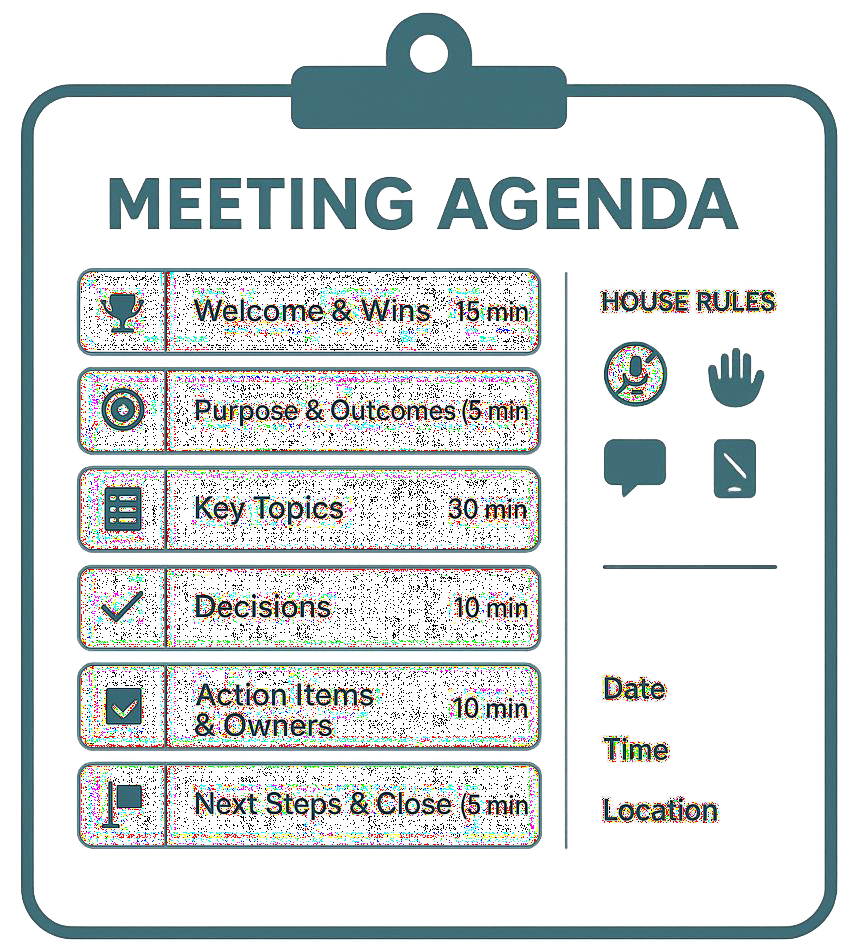 MEETING AGENDA
Welcome & Wins 15 min
Purpose & Outcomes (5 min
Key Topics 30 min
Decisions 10 min
Action Items
& Owners 10 min
Next Steps & Close (5 min
HOUSE RULES
Date
Time
Location